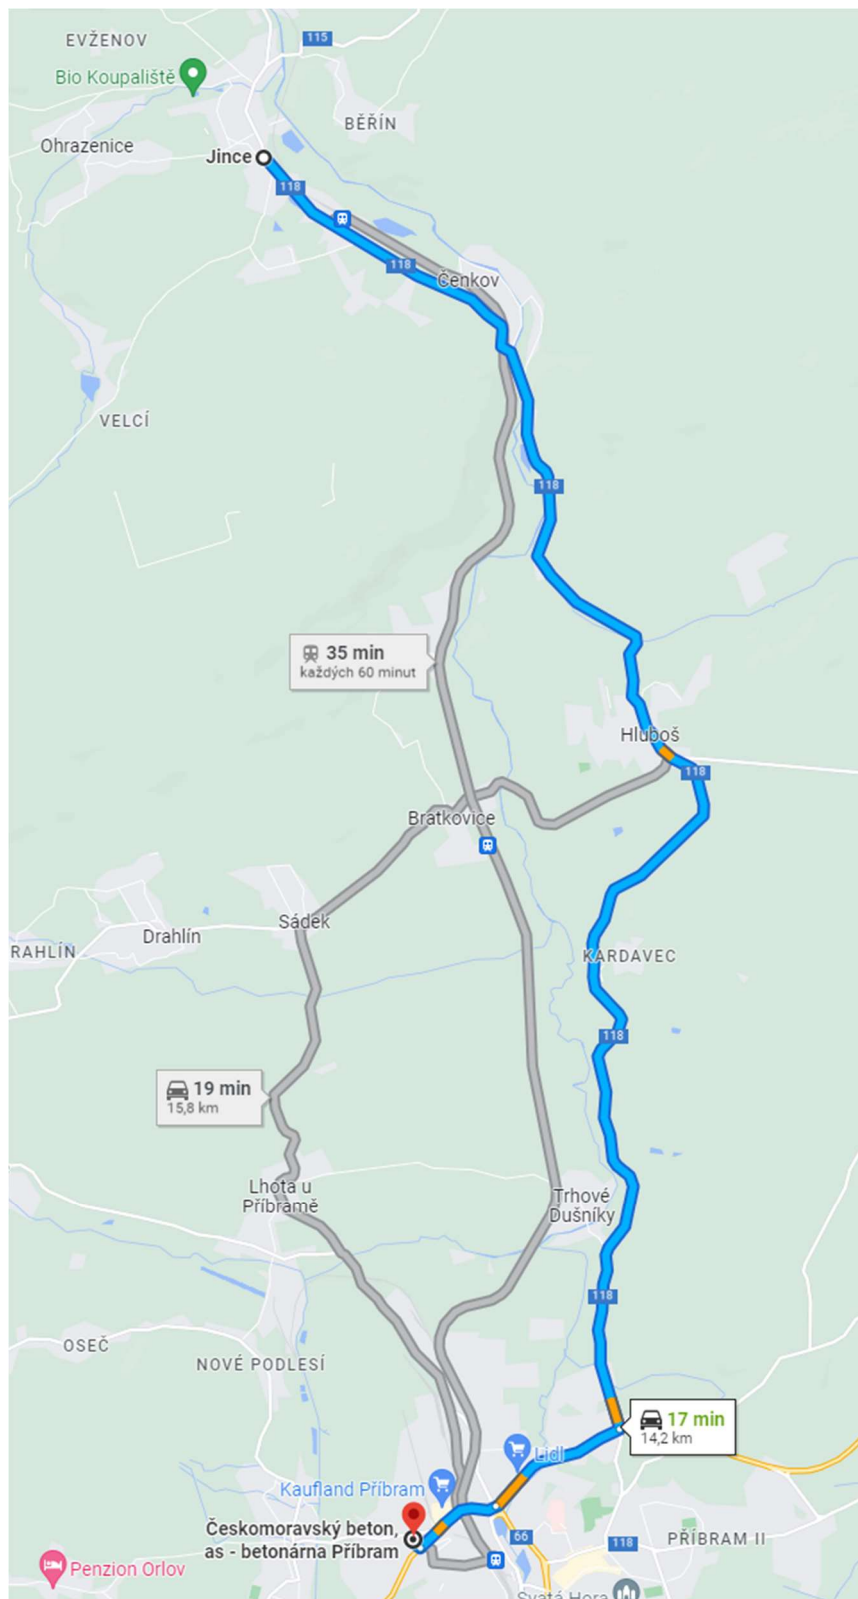 EVŽENOV
115
Bio Koupaliště
BĚŘÍN
Ohrazenice
Jince
118
118
Čenkov
VELCÍ
118
35 min
každých 60 minut
Hluboš
118
Bratkovice
Sádek
Drahlín
RAHLÍN
KARDAVEC
118
19 min
15,8 km
Lhota u
Příbramě
Trhové
Dušníky
118
OSEČ
NOVÉ PODLESÍ
17 min
14,2 km
Lidl
Kaufland Příbram
Českomoravský beton,
as - betonárna Příbram
66
118
PŘÍBRAM II
Penzion Orlov
Svatá Hora